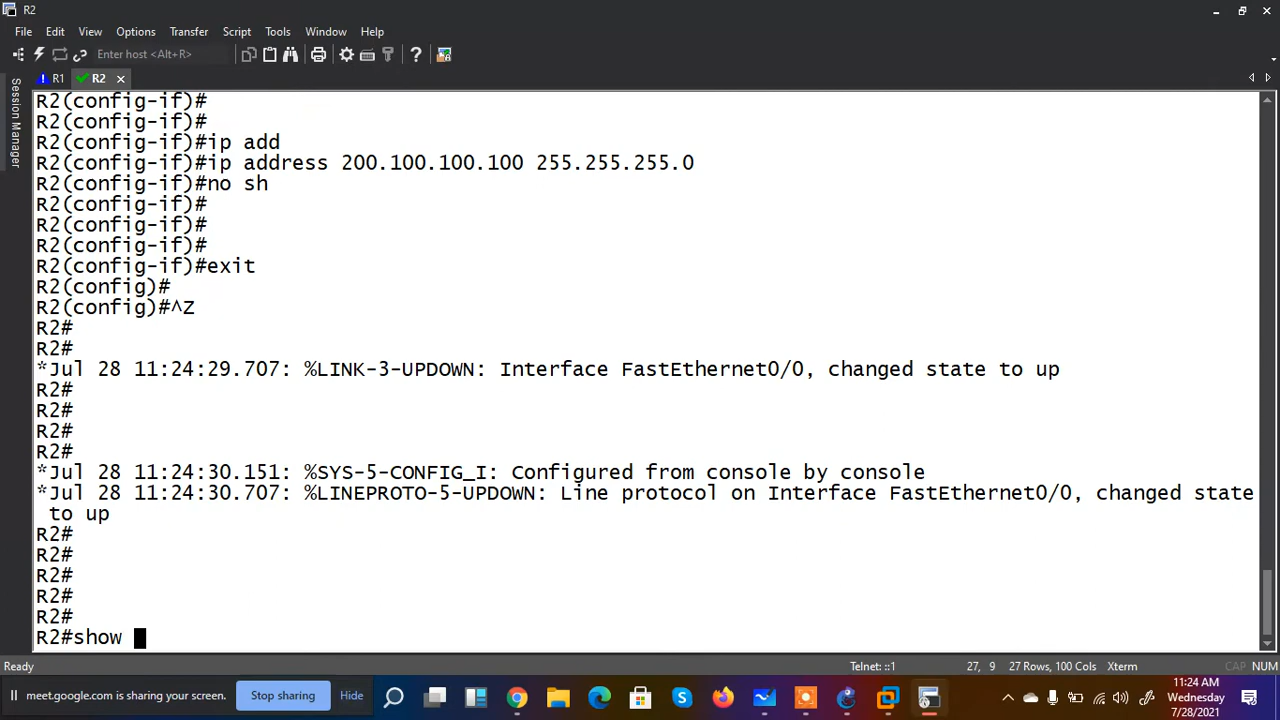 R2
File Edit View Options Transfer Script Tools Window Help
Enter host <Alt+R>
R1 R2
Session Manager
R2(config-if)#
R2(config-if)#
R2(config-if)#ip add
R2(config-if)#ip address 200.100.100.100 255.255.255.0
R2(config-if)#no sh
R2(config-if)#
R2(config-if)#
R2(config-if)#
R2(config-if)#exit
R2(config)#
R2(config)#^Z
R2#
R2#
*Jul 28 11:24:29.707: %LINK-3-UPDOWN: Interface FastEthernet0/0, changed state to up
R2#
R2#
R2#
R2#
*Jul 28 11:24:30.151: %SYS-5-CONFIG_I: Configured from console by console
*Jul 28 11:24:30.707: %LINEPROTO-5-UPDOWN: Line protocol on Interface FastEthernet0/0, changed state
to up
R2#
R2#
R2#
R2#
R2#
R2#show
Ready Telnet: ::1 27, 9 27 Rows, 100 Cols Xterm CAP NUM
meet.google.com is sharing your screen. Stop sharing Hide
11:24 AM
Wednesday
7/28/2021